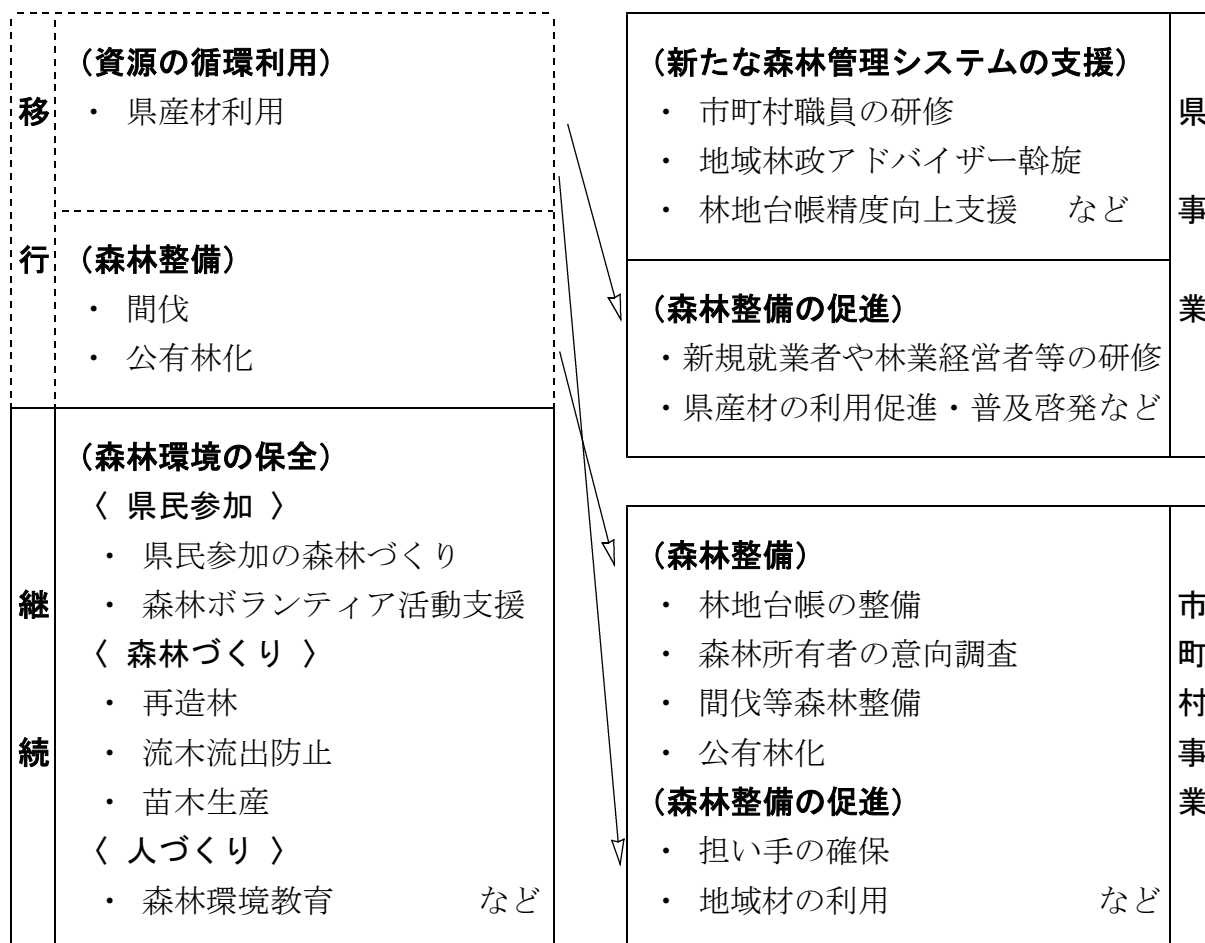 移行
（資源の循環利用）
・ 県産材利用
（森林整備）
・ 間伐
・ 公有林化
継続
（森林環境の保全）
〈 県民参加 〉
・ 県民参加の森林づくり
・ 森林ボランティア活動支援
〈 森林づくり 〉
・ 再造林
・ 流木流出防止
・ 苗木生産
〈 人づくり 〉
・ 森林環境教育 など
（新たな森林管理システムの支援）
・ 市町村職員の研修
・ 地域林政アドバイザー斡旋
・ 林地台帳精度向上支援 など
（森林整備の促進）
・新規就業者や林業経営者等の研修
・県産材の利用促進・普及啓発など
県事業
（森林整備）
・ 林地台帳の整備
・ 森林所有者の意向調査
・ 間伐等森林整備
・ 公有林化
（森林整備の促進）
・ 担い手の確保
・ 地域材の利用 など
市町村事業